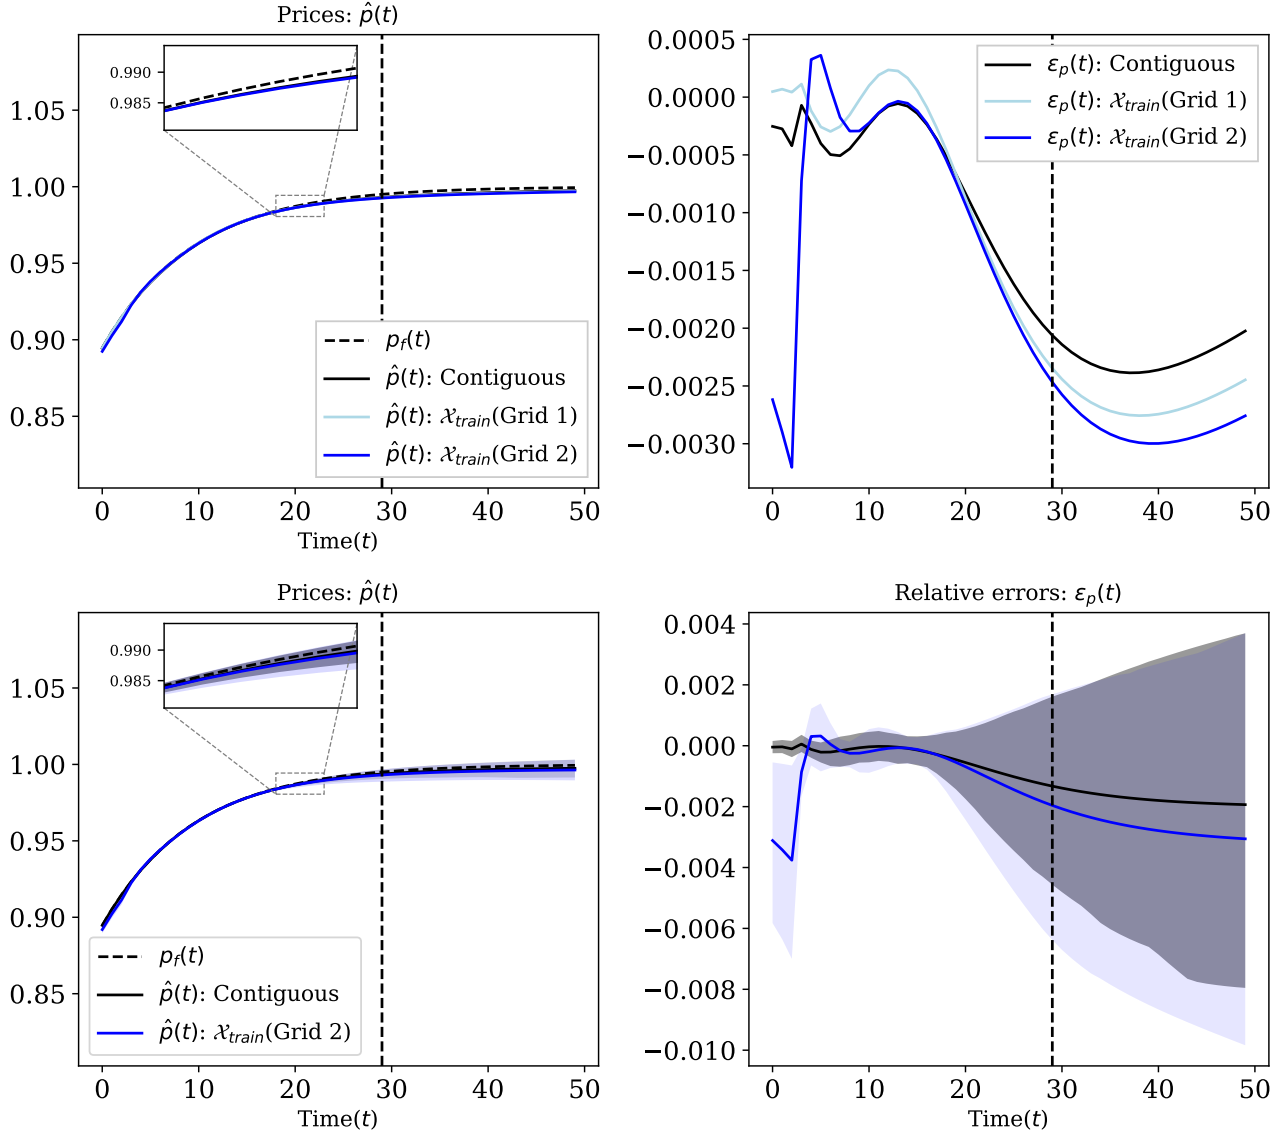 Prices: p̂(t)
0.990
0.985
1.05
1.00
0.95
0.90
0.85
p_f(t)
p̂(t): Contiguous
p̂(t): 𝒳_train(Grid 1)
p̂(t): 𝒳_train(Grid 2)
0 10 20 30 40 50
Time(t)
0.0005
0.0000
−0.0005
−0.0010
−0.0015
−0.0020
−0.0025
−0.0030
ε_p(t): Contiguous
ε_p(t): 𝒳_train(Grid 1)
ε_p(t): 𝒳_train(Grid 2)
0 10 20 30 40 50
Prices: p̂(t)
0.990
0.985
1.05
1.00
0.95
0.90
0.85
p_f(t)
p̂(t): Contiguous
p̂(t): 𝒳_train(Grid 2)
0 10 20 30 40 50
Time(t)
Relative errors: ε_p(t)
0.004
0.002
0.000
−0.002
−0.004
−0.006
−0.008
−0.010
0 10 20 30 40 50
Time(t)